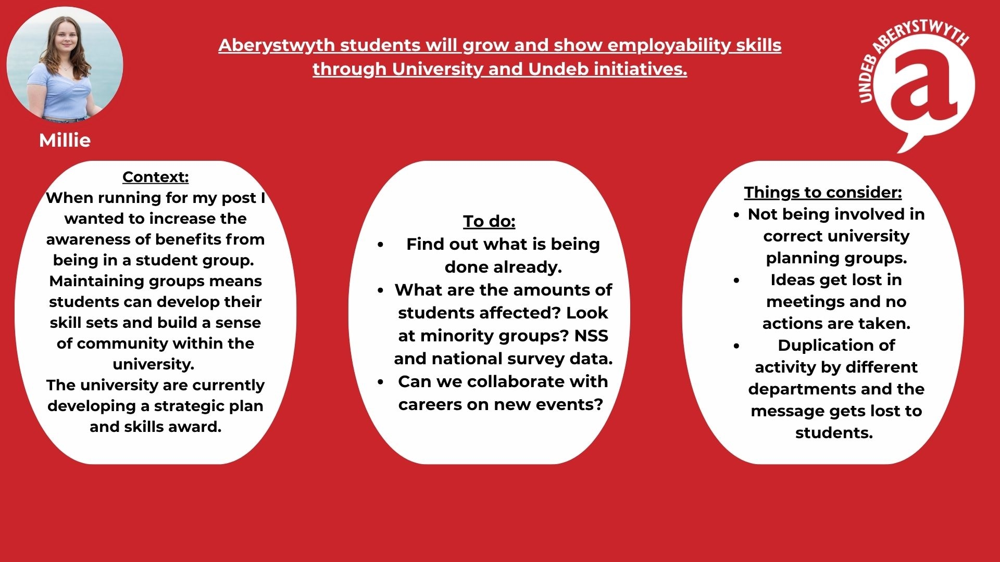 Aberystwyth students will grow and show employability skills
through University and Undeb initiatives.
UNDEB ABERYSTWYTH
a
Millie
Context:
When running for my post I
wanted to increase the
awareness of benefits from
being in a student group.
Maintaining groups means
students can develop their
skill sets and build a sense
of community within the
university.
The university are currently
developing a strategic plan
and skills award.
To do:
• Find out what is being
done already.
• What are the amounts of
students affected? Look
at minority groups? NSS
and national survey data.
• Can we collaborate with
careers on new events?
Things to consider:
• Not being involved in
correct university
planning groups.
• Ideas get lost in
meetings and no
actions are taken.
• Duplication of
activity by different
departments and the
message gets lost to
students.